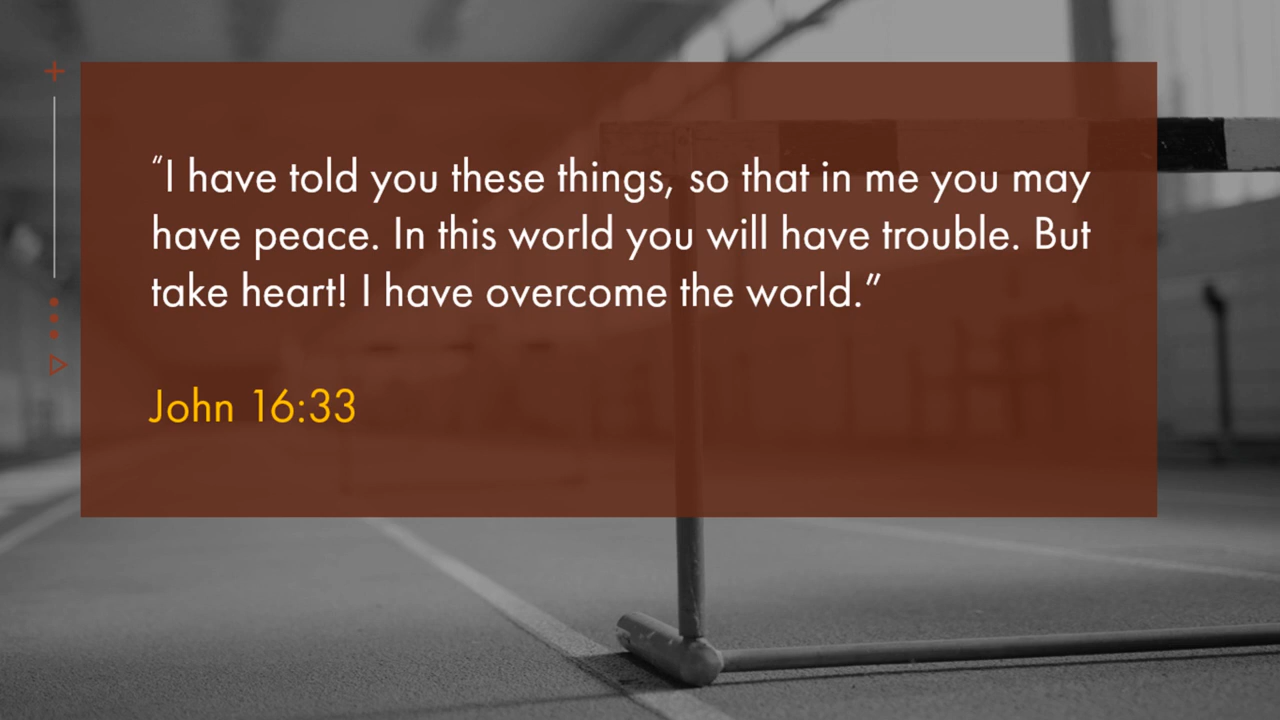 “I have told you these things, so that in me you may
have peace. In this world you will have trouble. But
take heart! I have overcome the world.”
John 16:33